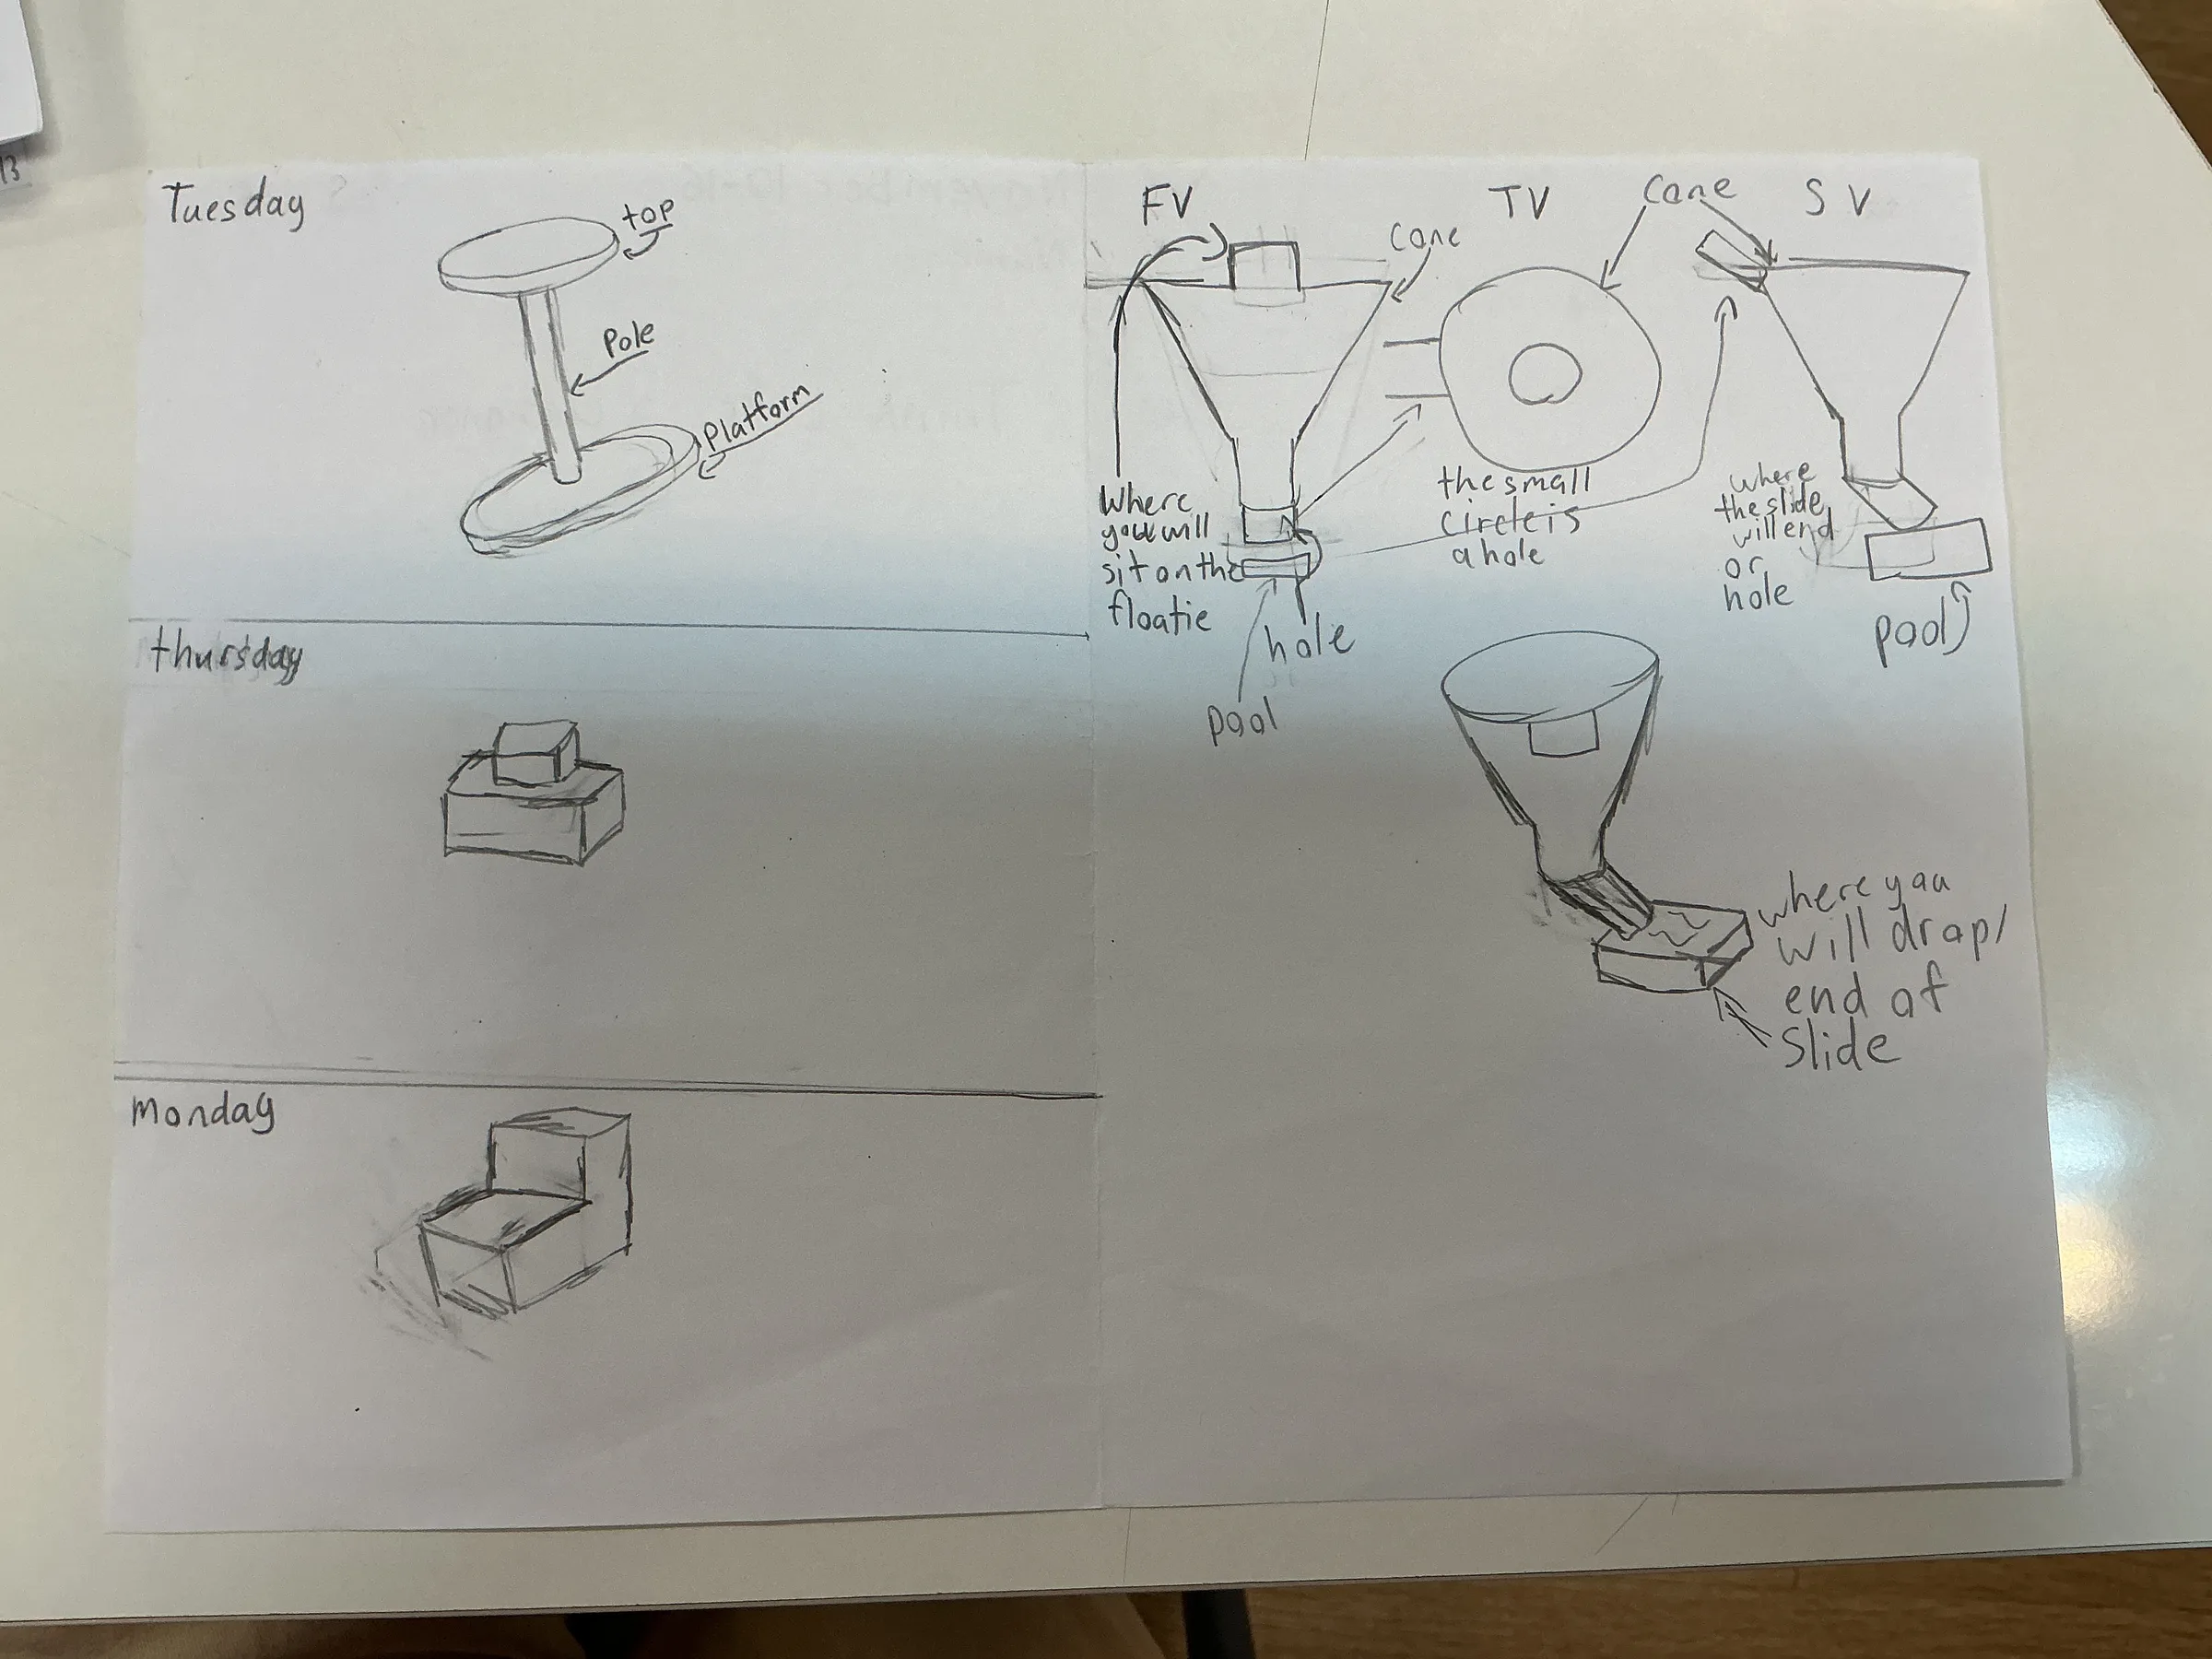 13
Tuesday
top
Pole
Platform
thursday
monday
FV
TV
Cone
S V
Cone
Where
you will
sit on the
floatie
hole
pool
the small
circle is
a hole
where
the slide
will end
or
hole
pool
where you
will drop/
end of
Slide